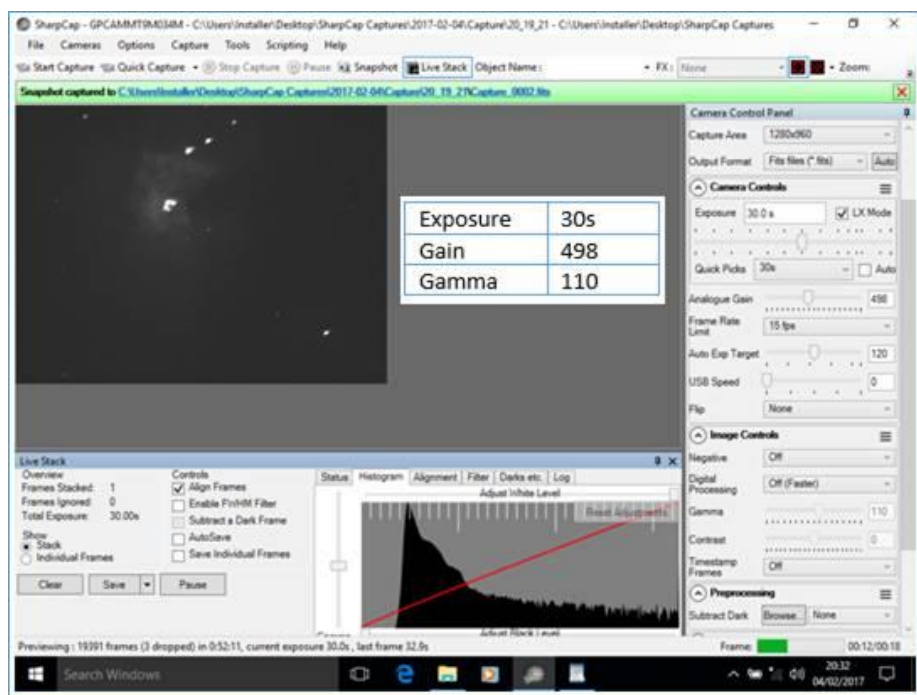 SharpCap - GPCAMMT9M034M - C:\Users\Installer\Desktop\SharpCap Captures\2017-02-04\Capture\20_19_21 - C:\Users\Installer\Desktop\SharpCap Captures
File Cameras Options Capture Tools Scripting Help
Start Capture Quick Capture Stop Capture Pause Snapshot Live Stack Object Name: FX: None Zoom:
Snapshot captured to C:\Users\Installer\Desktop\SharpCap Captures\2017-02-04\Capture\20_19_21\Capture_0002.fits
Exposure 30s
Gain 498
Gamma 110
Camera Control Panel
Capture Area 1280x960
Output Format Fits files (*.fits) Auto
Camera Controls
Exposure 30.0 s LX Mode
Quick Picks 30s Auto
Analogue Gain 498
Frame Rate
Limit 15 fps
Auto Exp Target 120
USB Speed 0
Flip None
Image Controls
Negative Off
Digital
Processing Off (Faster)
Gamma 110
Contrast 0
Timestamp
Frames Off
Preprocessing
Subtract Dark Browse... None
Live Stack
Overview
Frames Stacked: 1
Frames Ignored: 0
Total Exposure: 30.00s
Show
Stack
Individual Frames
Clear Save Pause
Controls
Align Frames
Enable FWHM Filter
Subtract a Dark Frame
AutoSave
Save Individual Frames
Status Histogram Alignment Filter Darks etc. Log
Adjust White Level
Reset Adjustments
Adjust Black Level
Gamma
Previewing : 19391 frames (3 dropped) in 0:52:11, current exposure 30.0s , last frame 32.9s
Frame: 00:12/00:18
Search Windows
20:32
04/02/2017